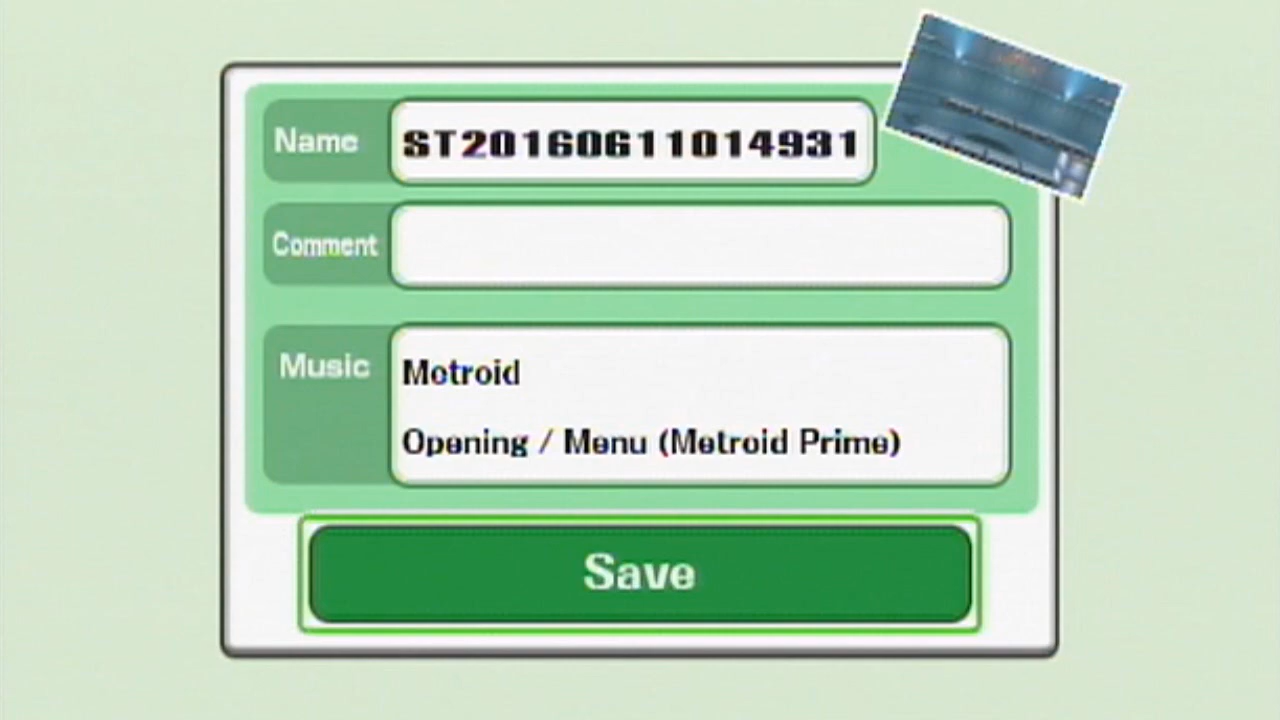 Name
ST20160611014931
Comment
Music
Metroid
Opening / Menu (Metroid Prime)
Save